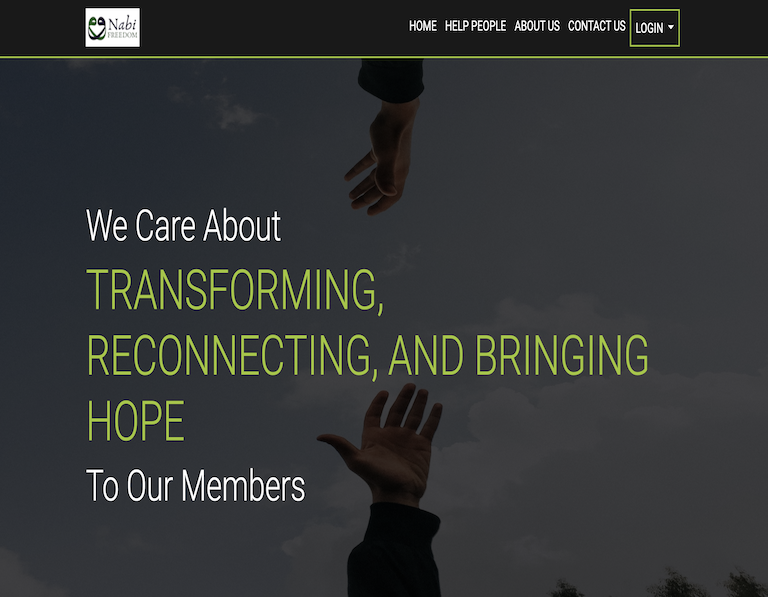 Nabi
FREEDOM
HOME HELP PEOPLE ABOUT US CONTACT US LOGIN
We Care About
TRANSFORMING,
RECONNECTING, AND BRINGING
HOPE
To Our Members